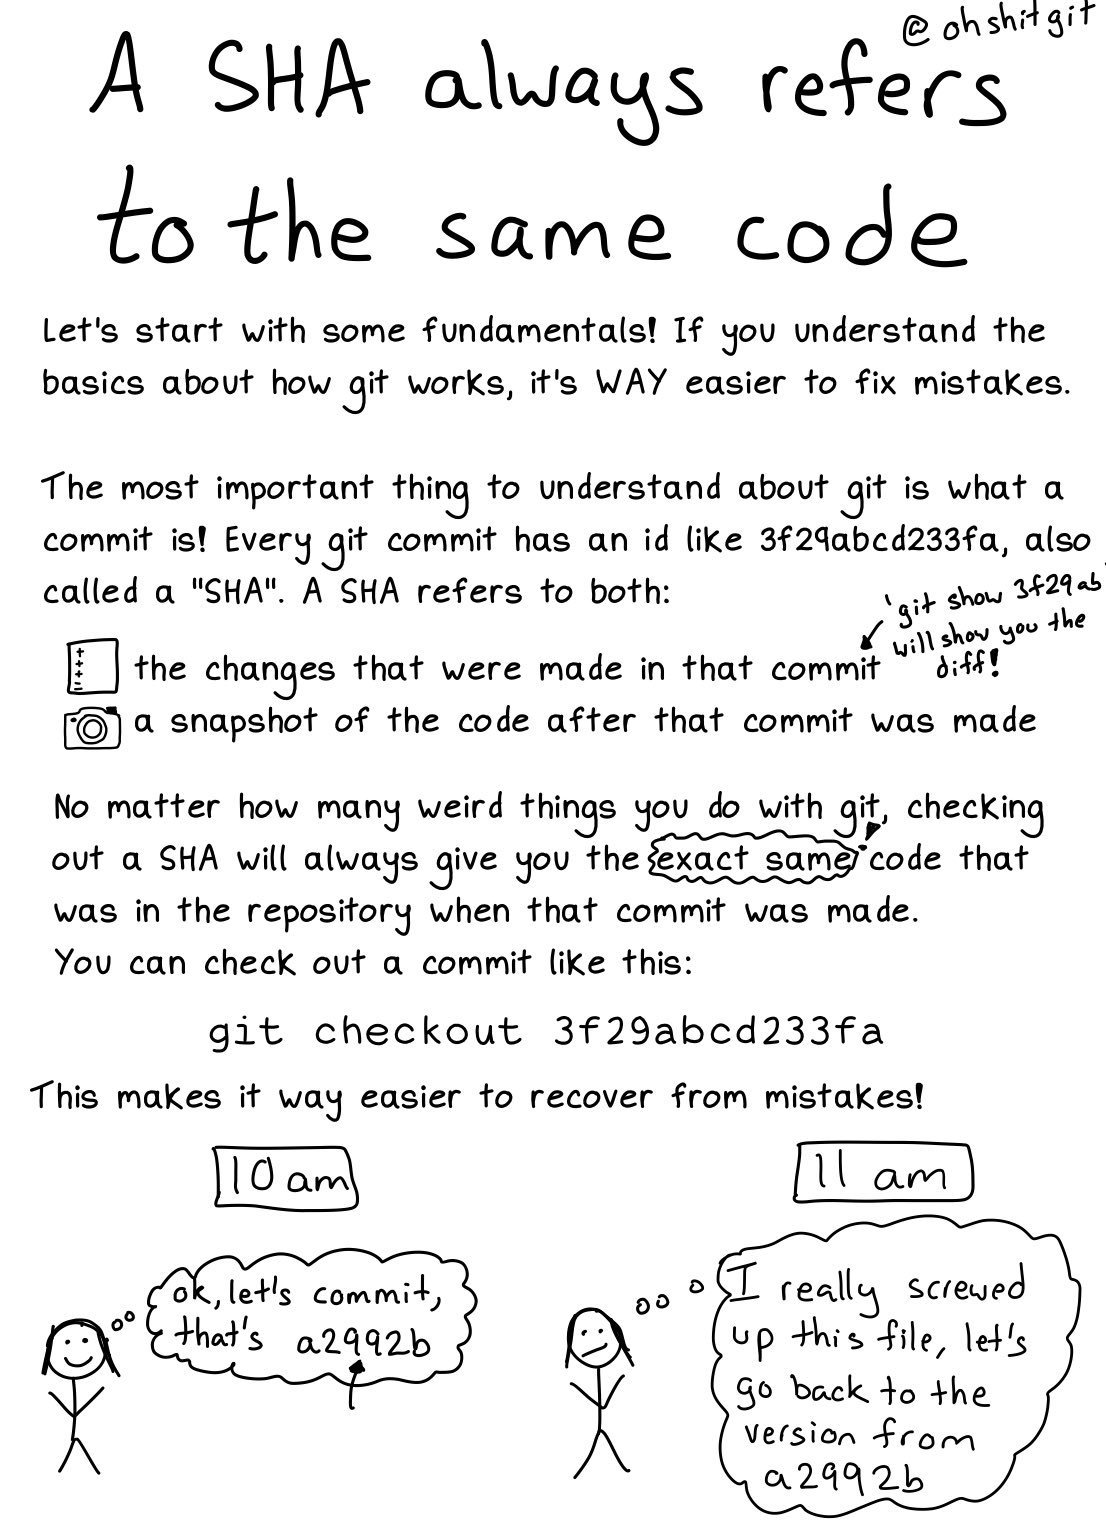 @ohshitgit
A SHA always refers
to the same code
Let's start with some fundamentals! If you understand the
basics about how git works, it's WAY easier to fix mistakes.
The most important thing to understand about git is what a
commit is! Every git commit has an id like 3f29abcd233fa, also
called a "SHA". A SHA refers to both:
'git show 3f29ab'
will show you the
diff!
the changes that were made in that commit
a snapshot of the code after that commit was made
No matter how many weird things you do with git, checking
out a SHA will always give you the exact same code that
was in the repository when that commit was made.
You can check out a commit like this:
git checkout 3f29abcd233fa
This makes it way easier to recover from mistakes!
10 am
ok, let's commit,
that's a2992b
11 am
I really screwed
up this file, let's
go back to the
version from
a2992b